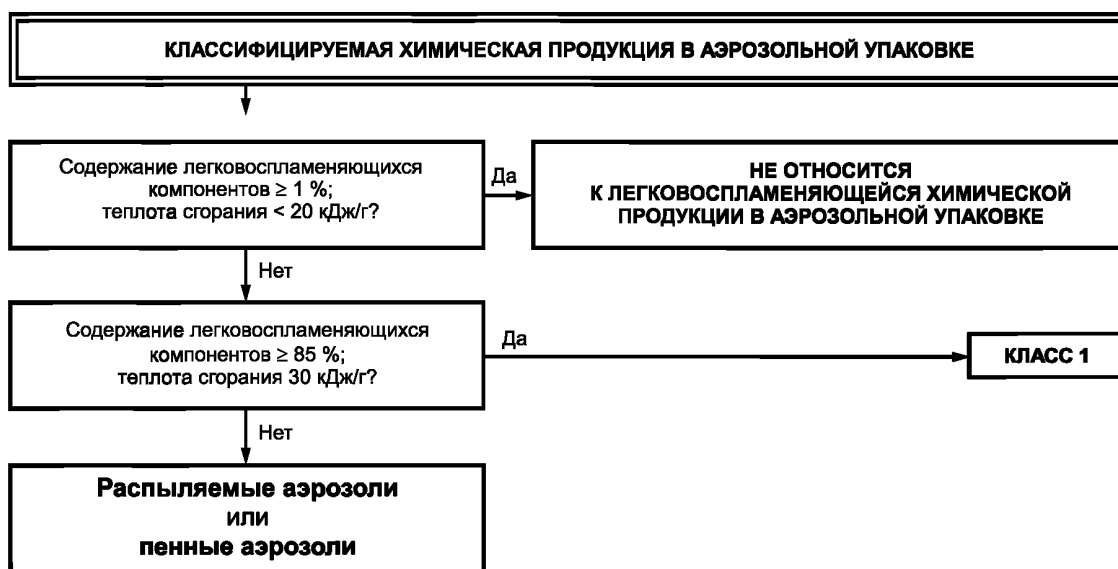 КЛАССИФИЦИРУЕМАЯ ХИМИЧЕСКАЯ ПРОДУКЦИЯ В АЭРОЗОЛЬНОЙ УПАКОВКЕ
Содержание легковоспламеняющихся
компонентов ≥ 1 %;
теплота сгорания < 20 кДж/г?
Да
НЕ ОТНОСИТСЯ
К ЛЕГКОВОСПЛАМЕНЯЮЩЕЙСЯ ХИМИЧЕСКОЙ
ПРОДУКЦИИ В АЭРОЗОЛЬНОЙ УПАКОВКЕ
Нет
Содержание легковоспламеняющихся
компонентов ≥ 85 %;
теплота сгорания 30 кДж/г?
Да
КЛАСС 1
Нет
Распыляемые аэрозоли
или
пенные аэрозоли